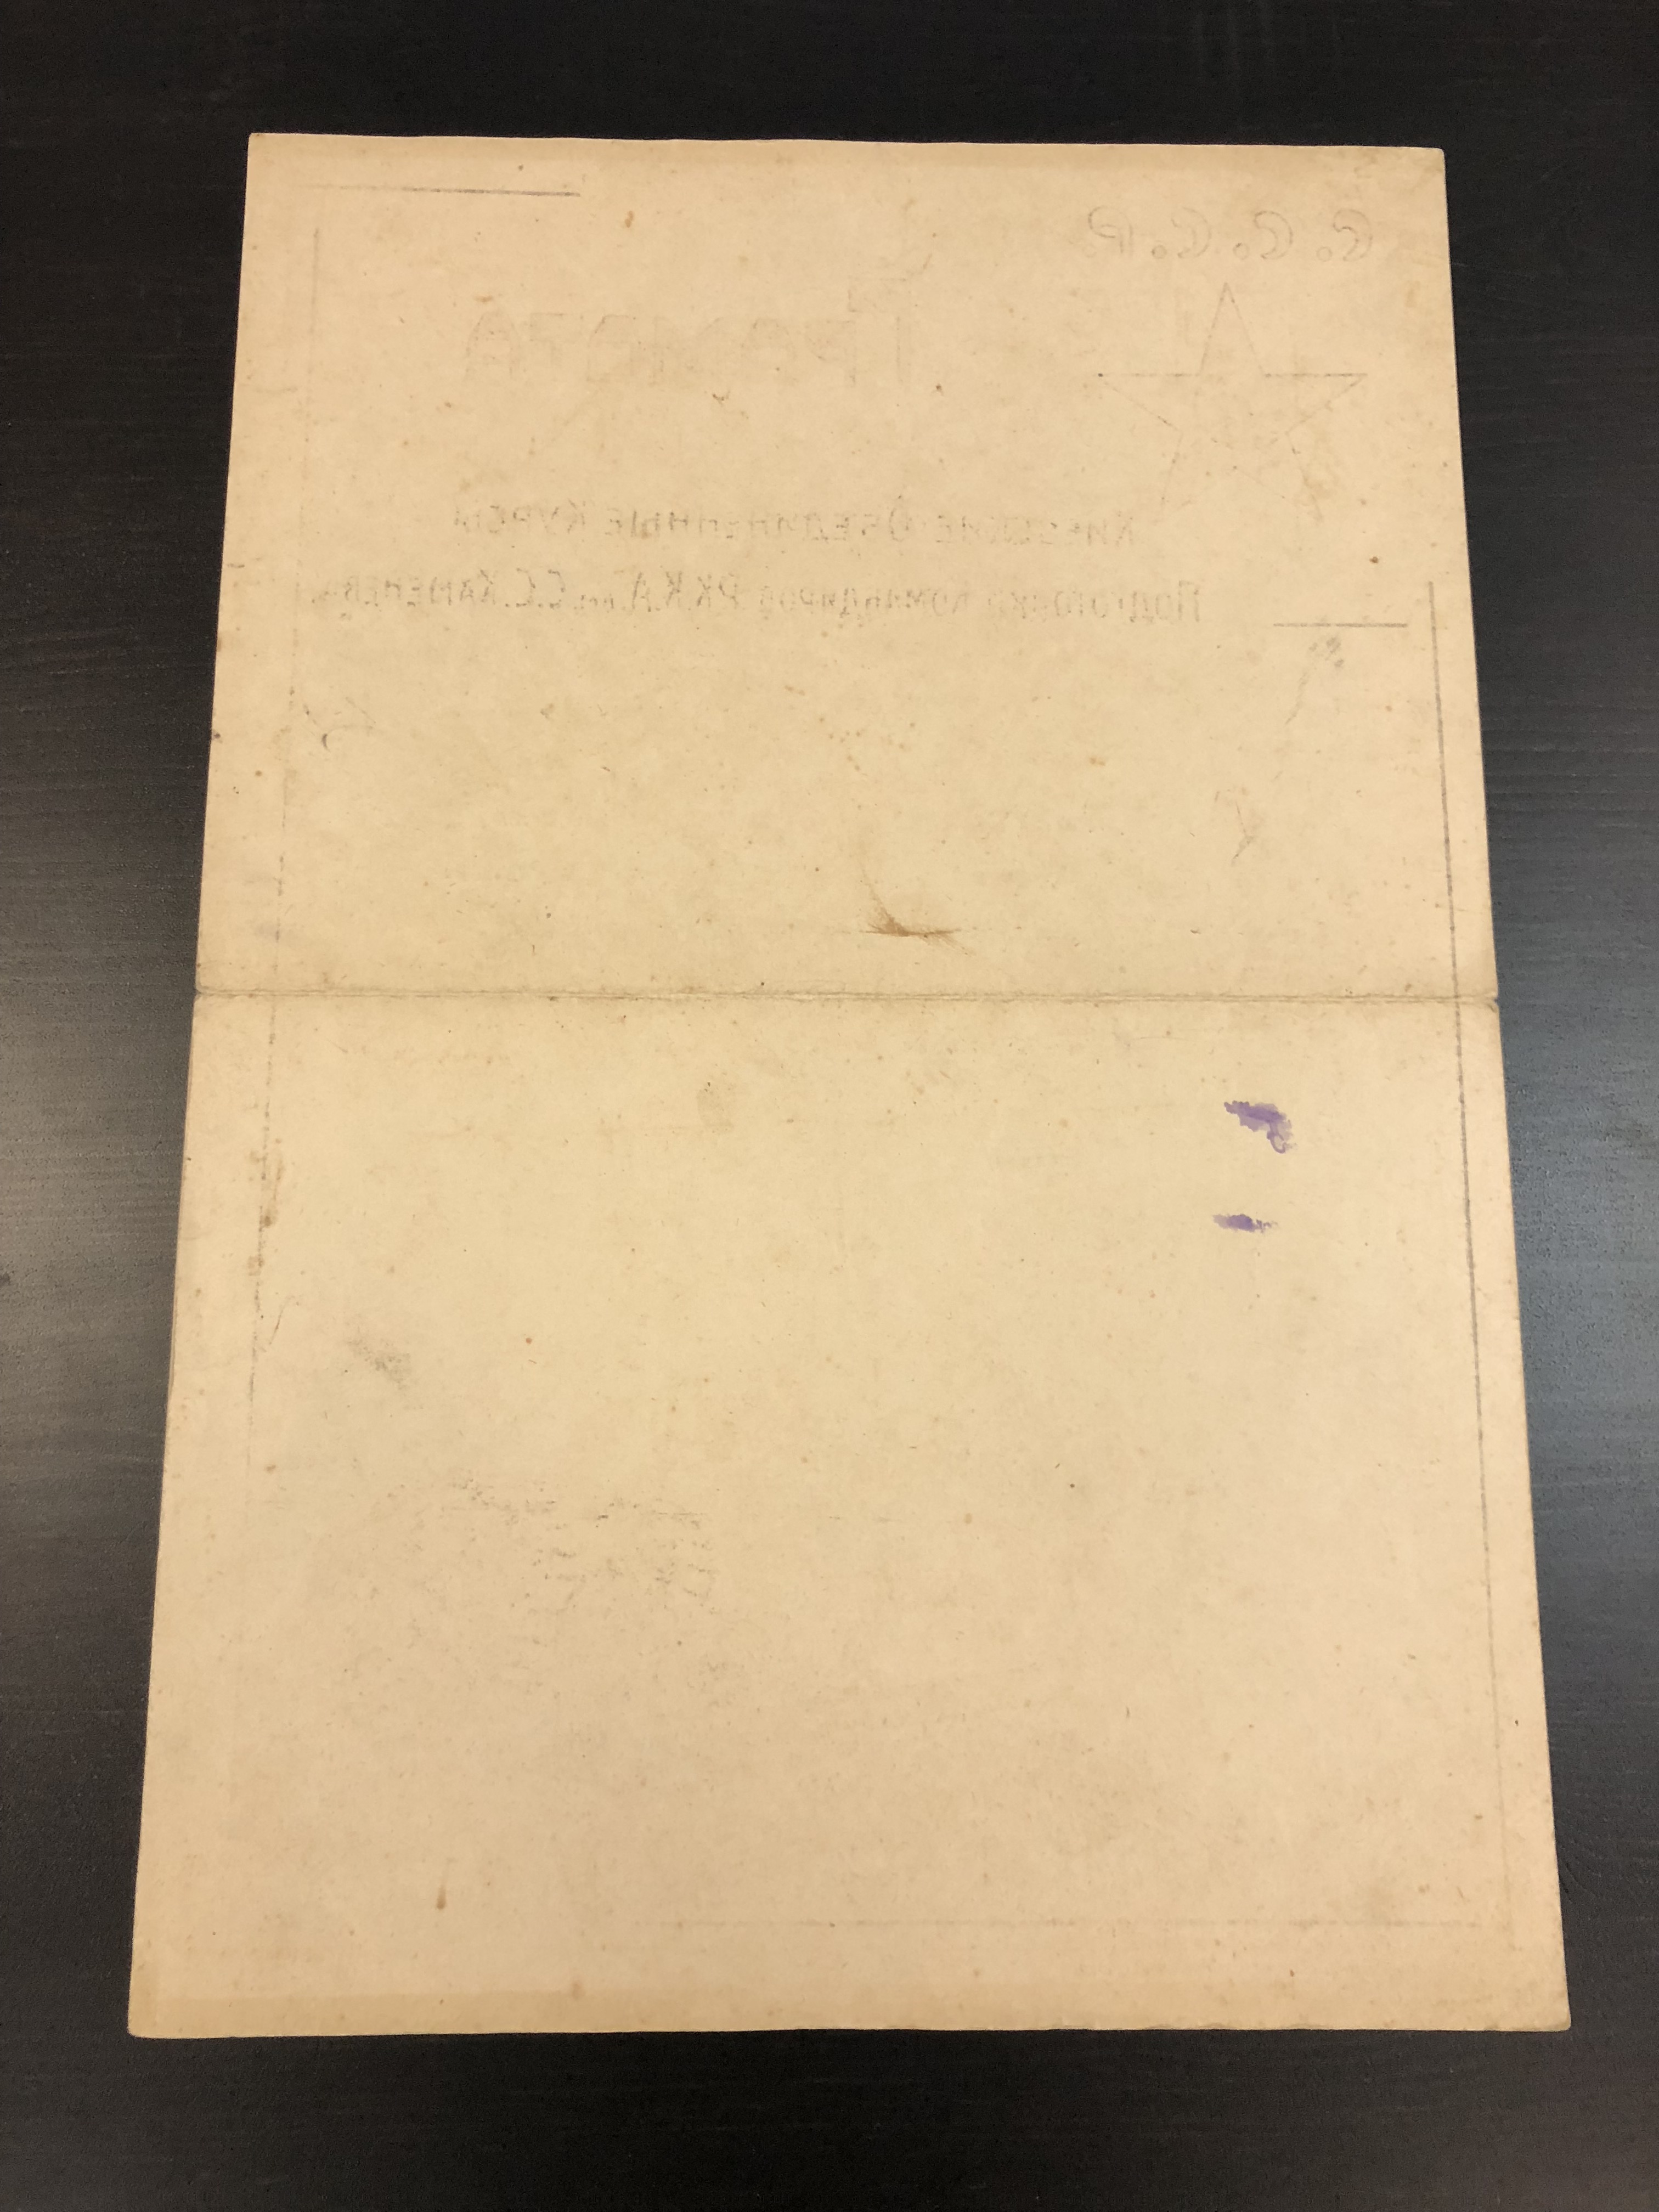 С.С.С.Р.
ГРАМОТА
Киевские Объединенные Курсы
Подготовки командиров Р.К.К.А. им. С.С. Каменева.